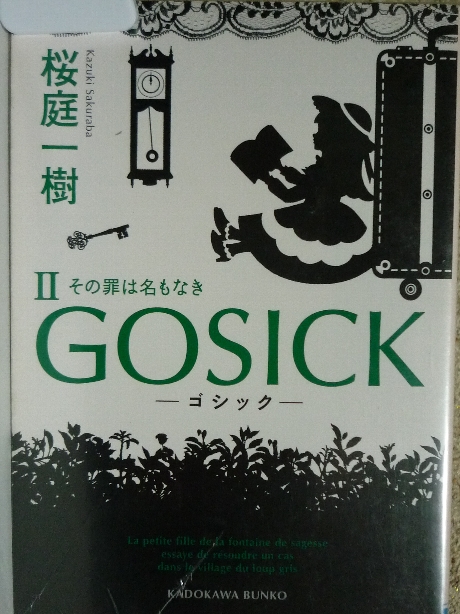 桜庭一樹
Kazuki Sakuraba
II その罪は名もなき
GOSICK
—ゴシック—
La petite fille de la fontaine de sagesse
essaye de résoudre un cas
dans le village du loup gris
KADOKAWA BUNKO